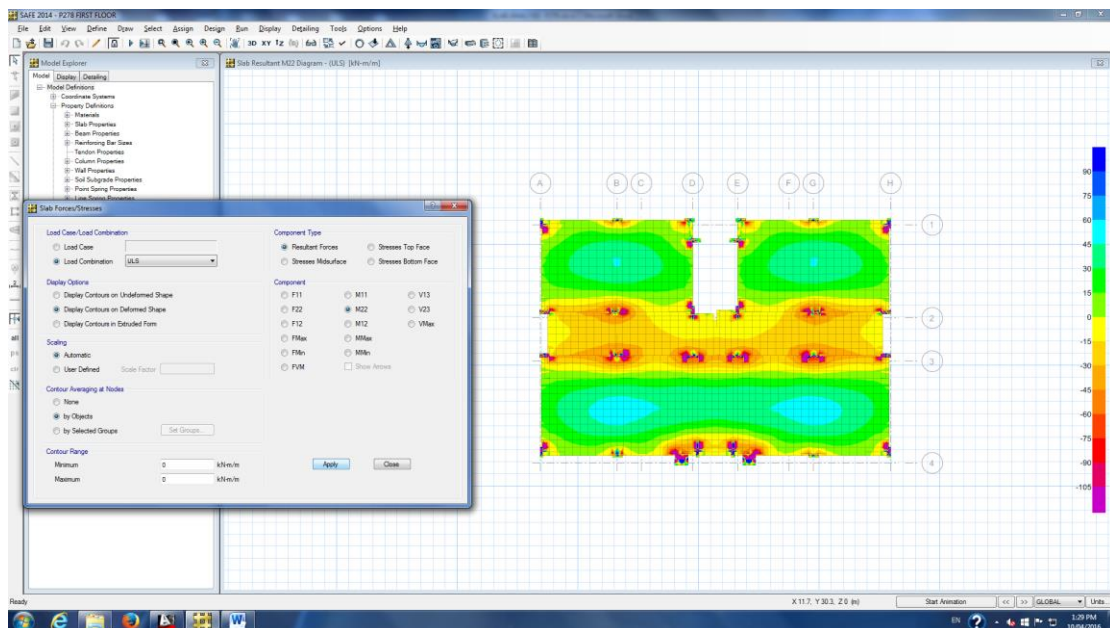 SAFE 2014 - P278 FIRST FLOOR
File Edit View Define Draw Select Assign Design Run Display Detailing Tools Options Help
3D XY
Model Explorer
Slab Resultant M22 Diagram - (ULS) [kN-m/m]
Model Display Detailing
Model Definitions
Coordinate Systems
Property Definitions
Materials
Slab Properties
Beam Properties
Reinforcing Bar Sizes
Tendon Properties
Column Properties
Wall Properties
Soil Subgrade Properties
Point Spring Properties
Line Spring Properties
Slab Forces/Stresses
Load Case/Load Combination
Load Case
Load Combination ULS
Display Options
Display Contours on Undeformed Shape
Display Contours on Deformed Shape
Display Contours in Extruded Form
Scaling
Automatic
User Defined Scale Factor
Contour Averaging at Nodes
None
by Objects
by Selected Groups Set Groups...
Contour Range
Minimum 0 kN-m/m
Maximum 0 kN-m/m
Component Type
Resultant Forces Stresses Top Face
Stresses Midsurface Stresses Bottom Face
Component
F11 M11 V13
F22 M22 V23
F12 M12 VMax
FMax MMax
FMin MMin
FVM Show Arrows
Apply Close
A B C D E F G H
1
2
3
4
90
75
60
45
30
15
0
-15
-30
-45
-60
-75
-90
-105
Ready
X 11.7, Y 30.3, Z 0 (m)
Start Animation << >> GLOBAL Units...
EN
1:29 PM
10/04/2016